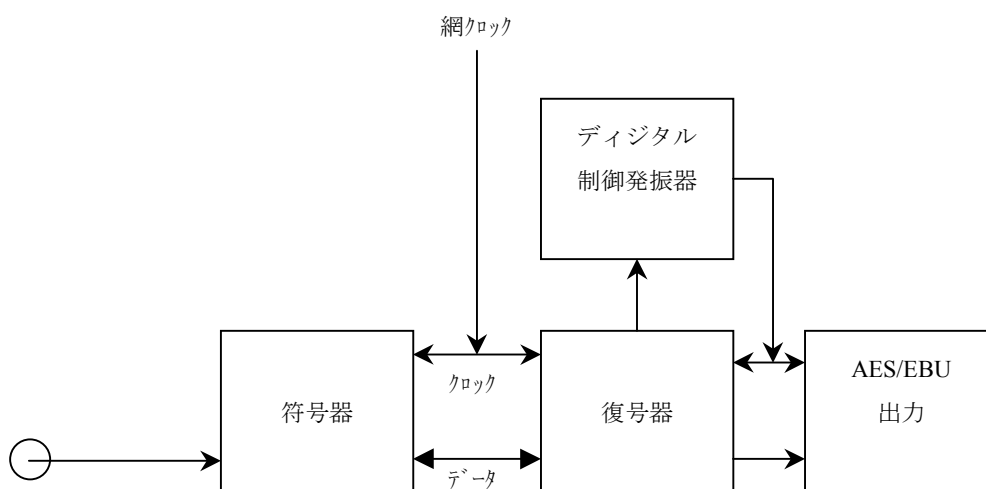 網ｸﾛｯｸ
ディジタル
制御発振器
符号器
ｸﾛｯｸ
ﾃﾞｰﾀ
復号器
AES/EBU
出力